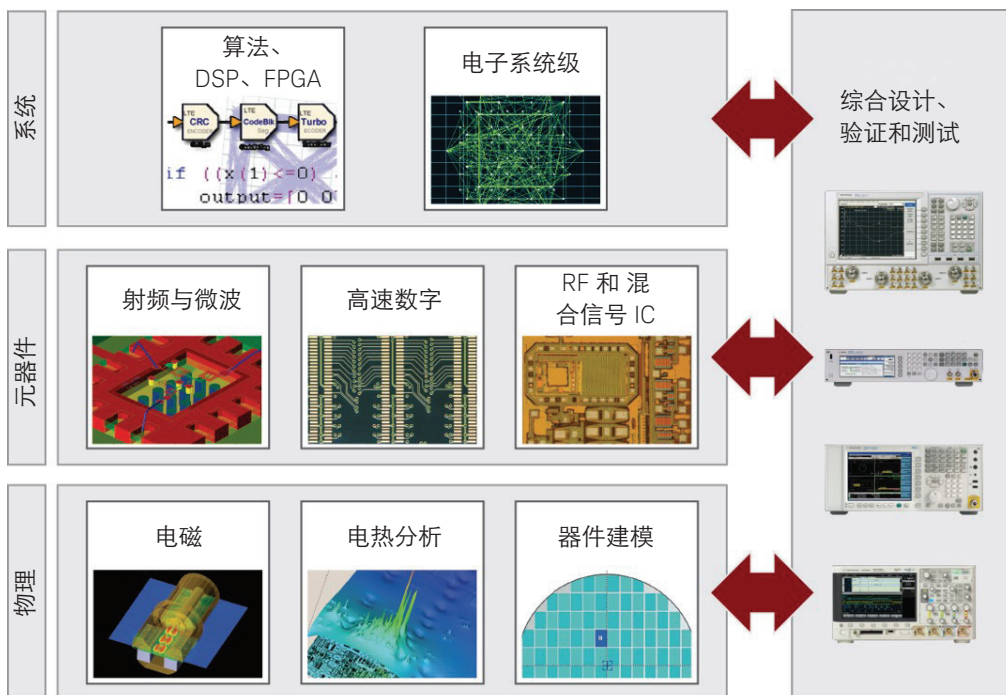 系统
算法、
DSP、FPGA
LTE
CRC
ENCODER
LTE
CodeBlk
Seg
LTE
Turbo
ECODER
if ((x(1)<=0)
output=[0 0
电子系统级
综合设计、
验证和测试
元器件
射频与微波
高速数字
RF 和 混
合信号 IC
物理
电磁
电热分析
器件建模